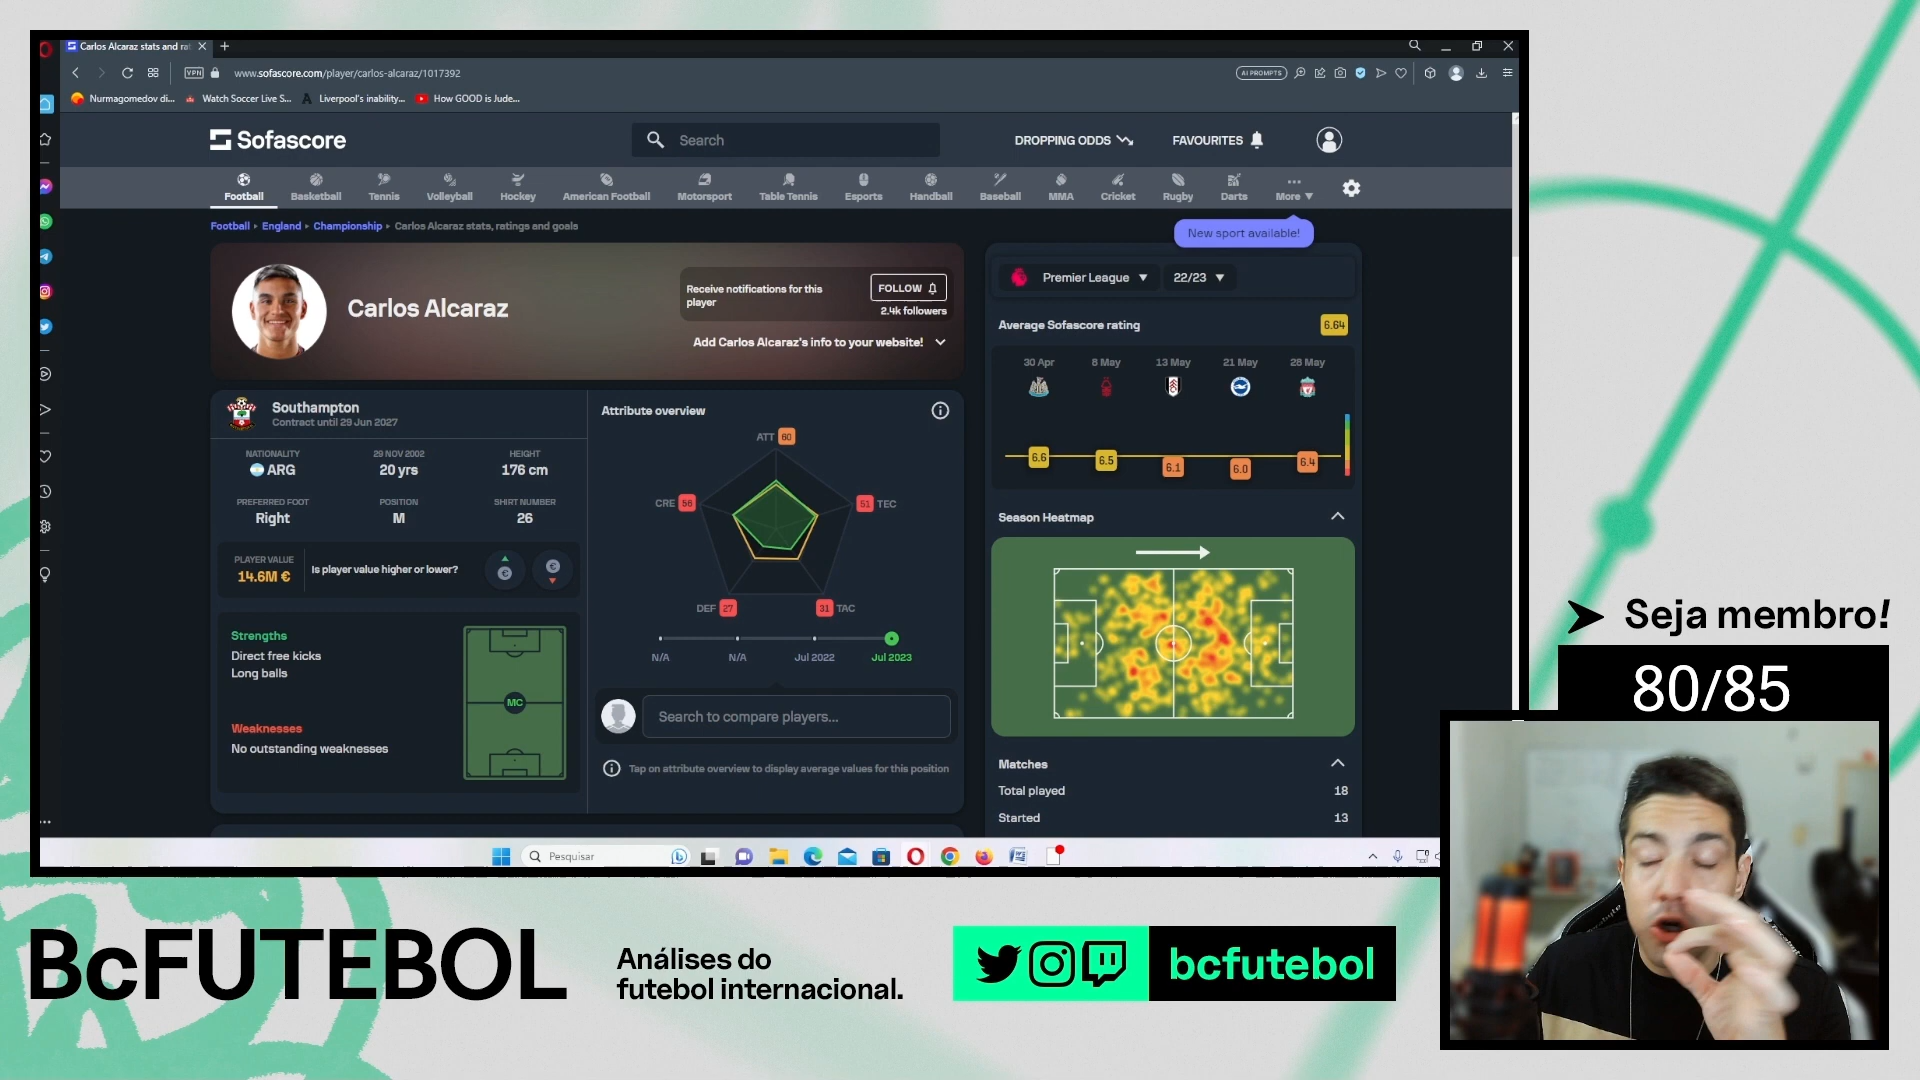 Carlos Alcaraz stats and rat
VPN
www.sofascore.com/player/carlos-alcaraz/1017392
AI PROMPTS
Nurmagomedov di...
Watch Soccer Live S...
Liverpool's inability...
How GOOD is Jude...
Sofascore
Search
DROPPING ODDS
FAVOURITES
Football
Basketball
Tennis
Volleyball
Hockey
American Football
Motorsport
Table Tennis
Esports
Handball
Baseball
MMA
Cricket
Rugby
Darts
More
Football
England
Championship
Carlos Alcaraz stats, ratings and goals
New sport available!
Carlos Alcaraz
Receive notifications for this
player
FOLLOW
2.4k followers
Add Carlos Alcaraz's info to your website!
Southampton
Contract until 29 Jun 2027
NATIONALITY
29 NOV 2002
HEIGHT
ARG
20 yrs
176 cm
PREFERRED FOOT
POSITION
SHIRT NUMBER
Right
M
26
PLAYER VALUE
14.6M €
Is player value higher or lower?
Strengths
Direct free kicks
Long balls
Weaknesses
No outstanding weaknesses
MC
Attribute overview
ATT 60
CRE 56
51 TEC
DEF 27
31 TAC
N/A
N/A
Jul 2022
Jul 2023
Search to compare players...
Tap on attribute overview to display average values for this position
Premier League
22/23
Average Sofascore rating
6.64
30 Apr
8 May
13 May
21 May
28 May
6.6
6.5
6.1
6.0
6.4
Season Heatmap
Matches
Total played
18
Started
13
Pesquisar
Seja membro!
80/85
BcFUTEBOL
Análises do
futebol internacional.
bcfutebol